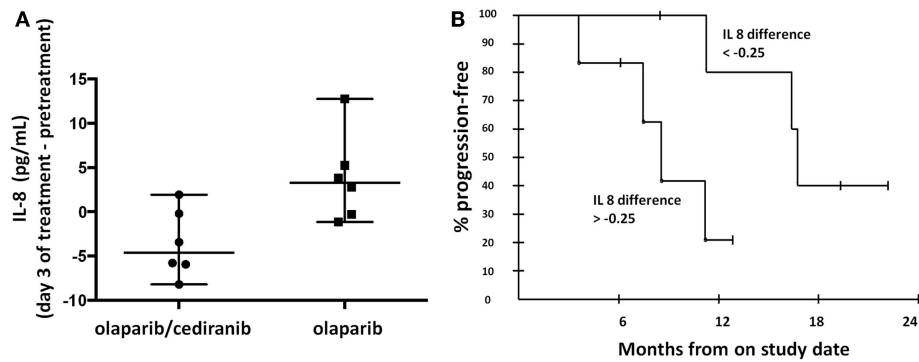 A
IL-8 (pg/mL)
(day 3 of treatment - pretreatment)
15
10
5
0
-5
-10
olaparib/cediranib
olaparib
B
% progression-free
100
90
80
70
60
50
40
30
20
10
0
IL 8 difference
< -0.25
IL 8 difference
> -0.25
6
12
18
24
Months from on study date